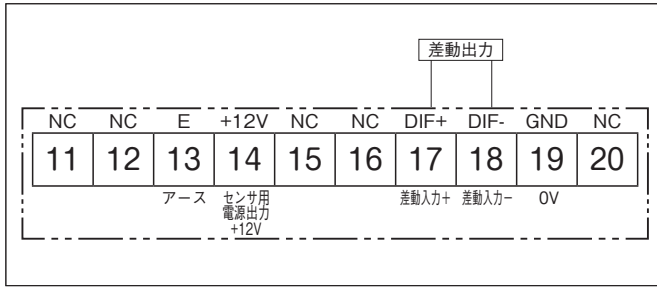 差動出力
NC NC E +12V NC NC DIF+ DIF- GND NC
11 12 13 14 15 16 17 18 19 20
アース センサ用 差動入力+ 差動入力- 0V
電源出力
+12V